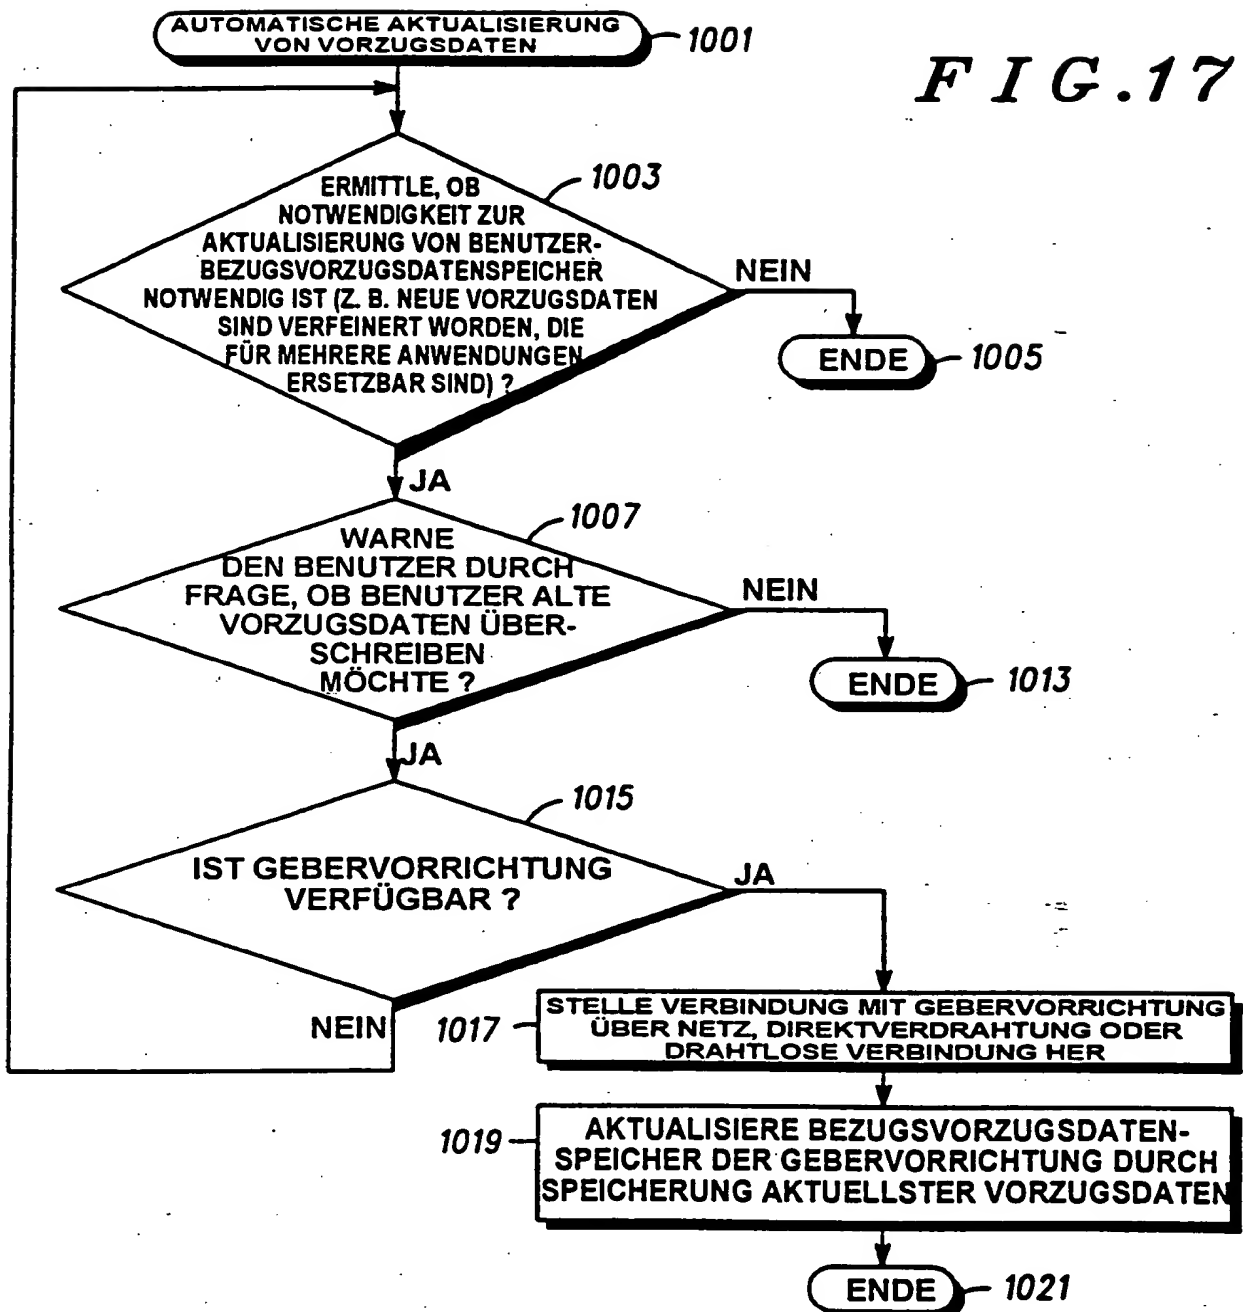 AUTOMATISCHE AKTUALISIERUNG
VON VORZUGSDATEN
1001
FIG.17
ERMITTLE, OB
NOTWENDIGKEIT ZUR
AKTUALISIERUNG VON BENUTZER-
BEZUGSVORZUGSDATENSPEICHER
NOTWENDIG IST (Z. B. NEUE VORZUGSDATEN
SIND VERFEINERT WORDEN, DIE
FÜR MEHRERE ANWENDUNGEN
ERSETZBAR SIND) ?
1003
NEIN
ENDE
1005
JA
WARNE
DEN BENUTZER DURCH
FRAGE, OB BENUTZER ALTE
VORZUGSDATEN ÜBER-
SCHREIBEN
MÖCHTE ?
1007
NEIN
ENDE
1013
JA
IST GEBERVORRICHTUNG
VERFÜGBAR ?
1015
JA
NEIN
1017
STELLE VERBINDUNG MIT GEBERVORRICHTUNG
ÜBER NETZ, DIREKTVERDRAHTUNG ODER
DRAHTLOSE VERBINDUNG HER
1019
AKTUALISIERE BEZUGSVORZUGSDATEN-
SPEICHER DER GEBERVORRICHTUNG DURCH
SPEICHERUNG AKTUELLSTER VORZUGSDATEN
ENDE
1021